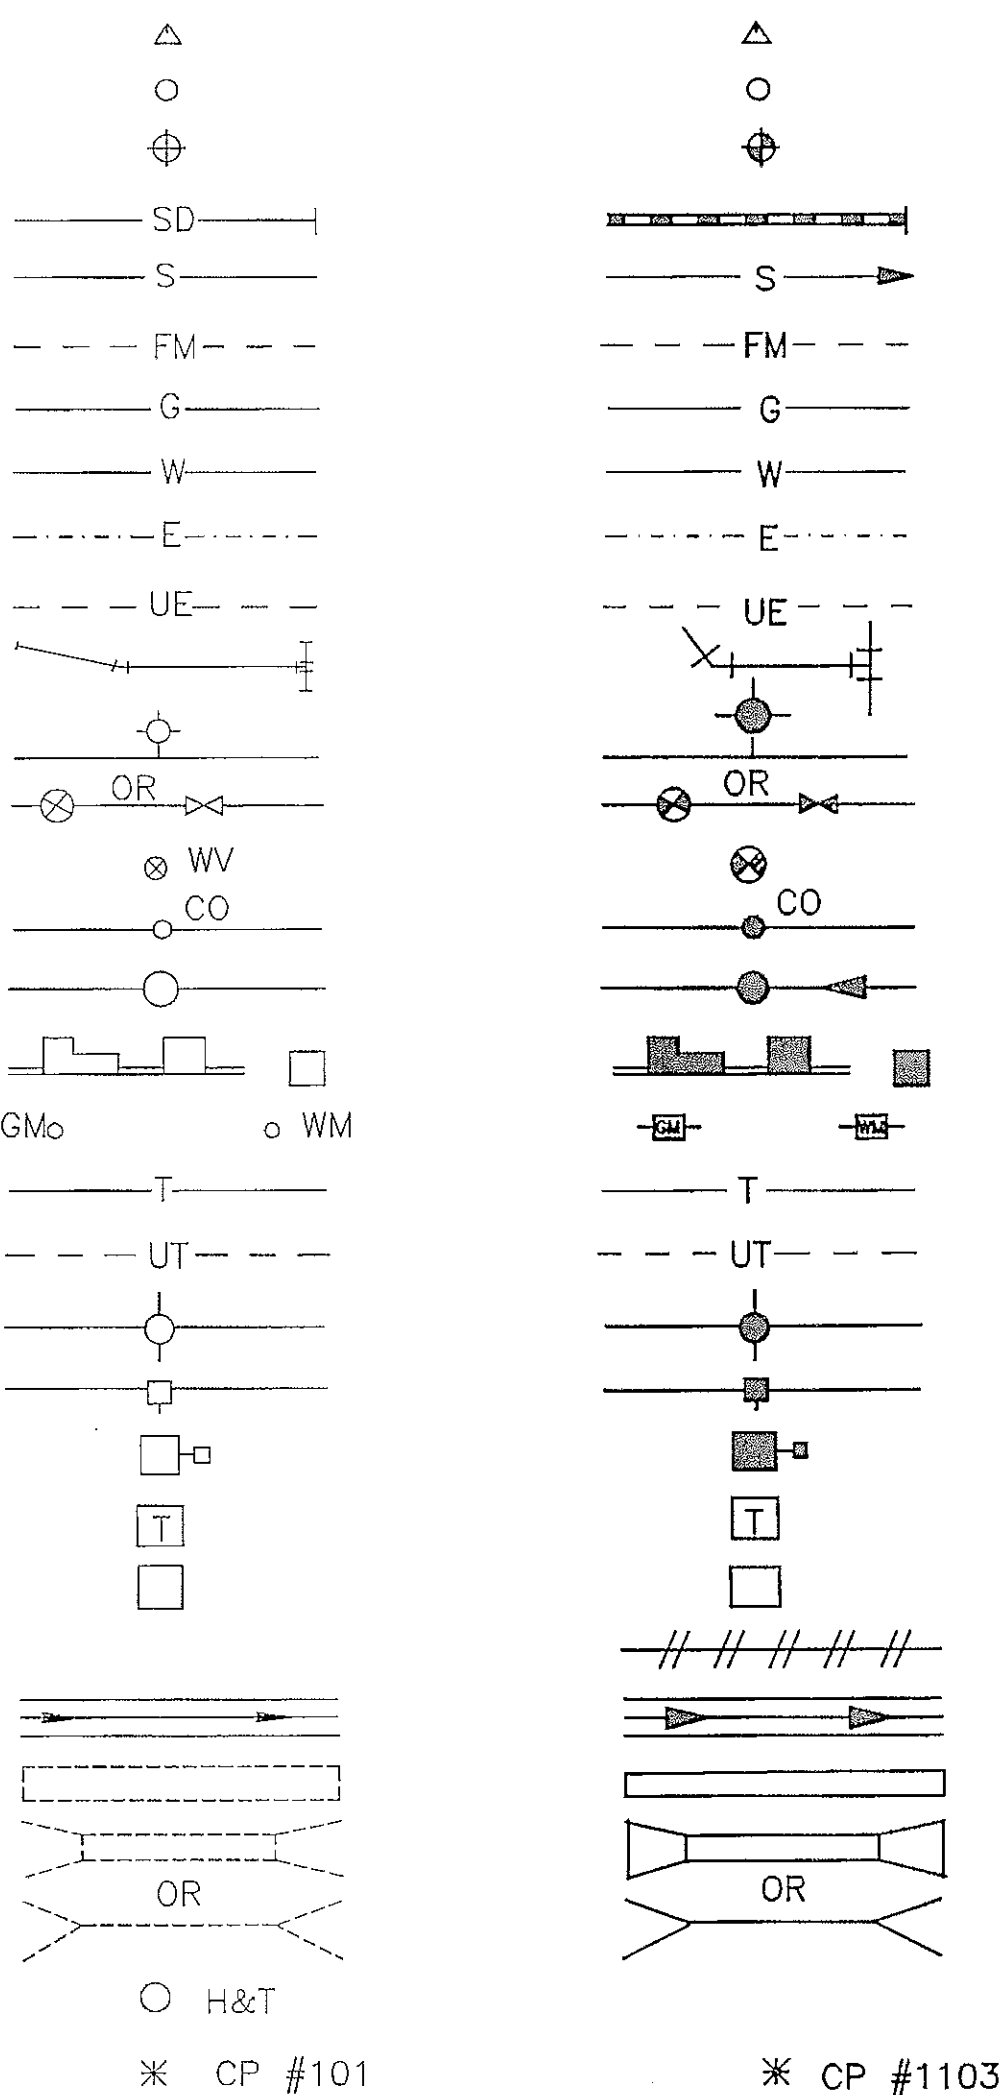 SD
S S
FM FM
G G
W W
E E
UE UE
OR OR
WV
CO CO
GM WM GM WM
T T
UT UT
T T
OR OR
H&T
CP #101 CP #1103